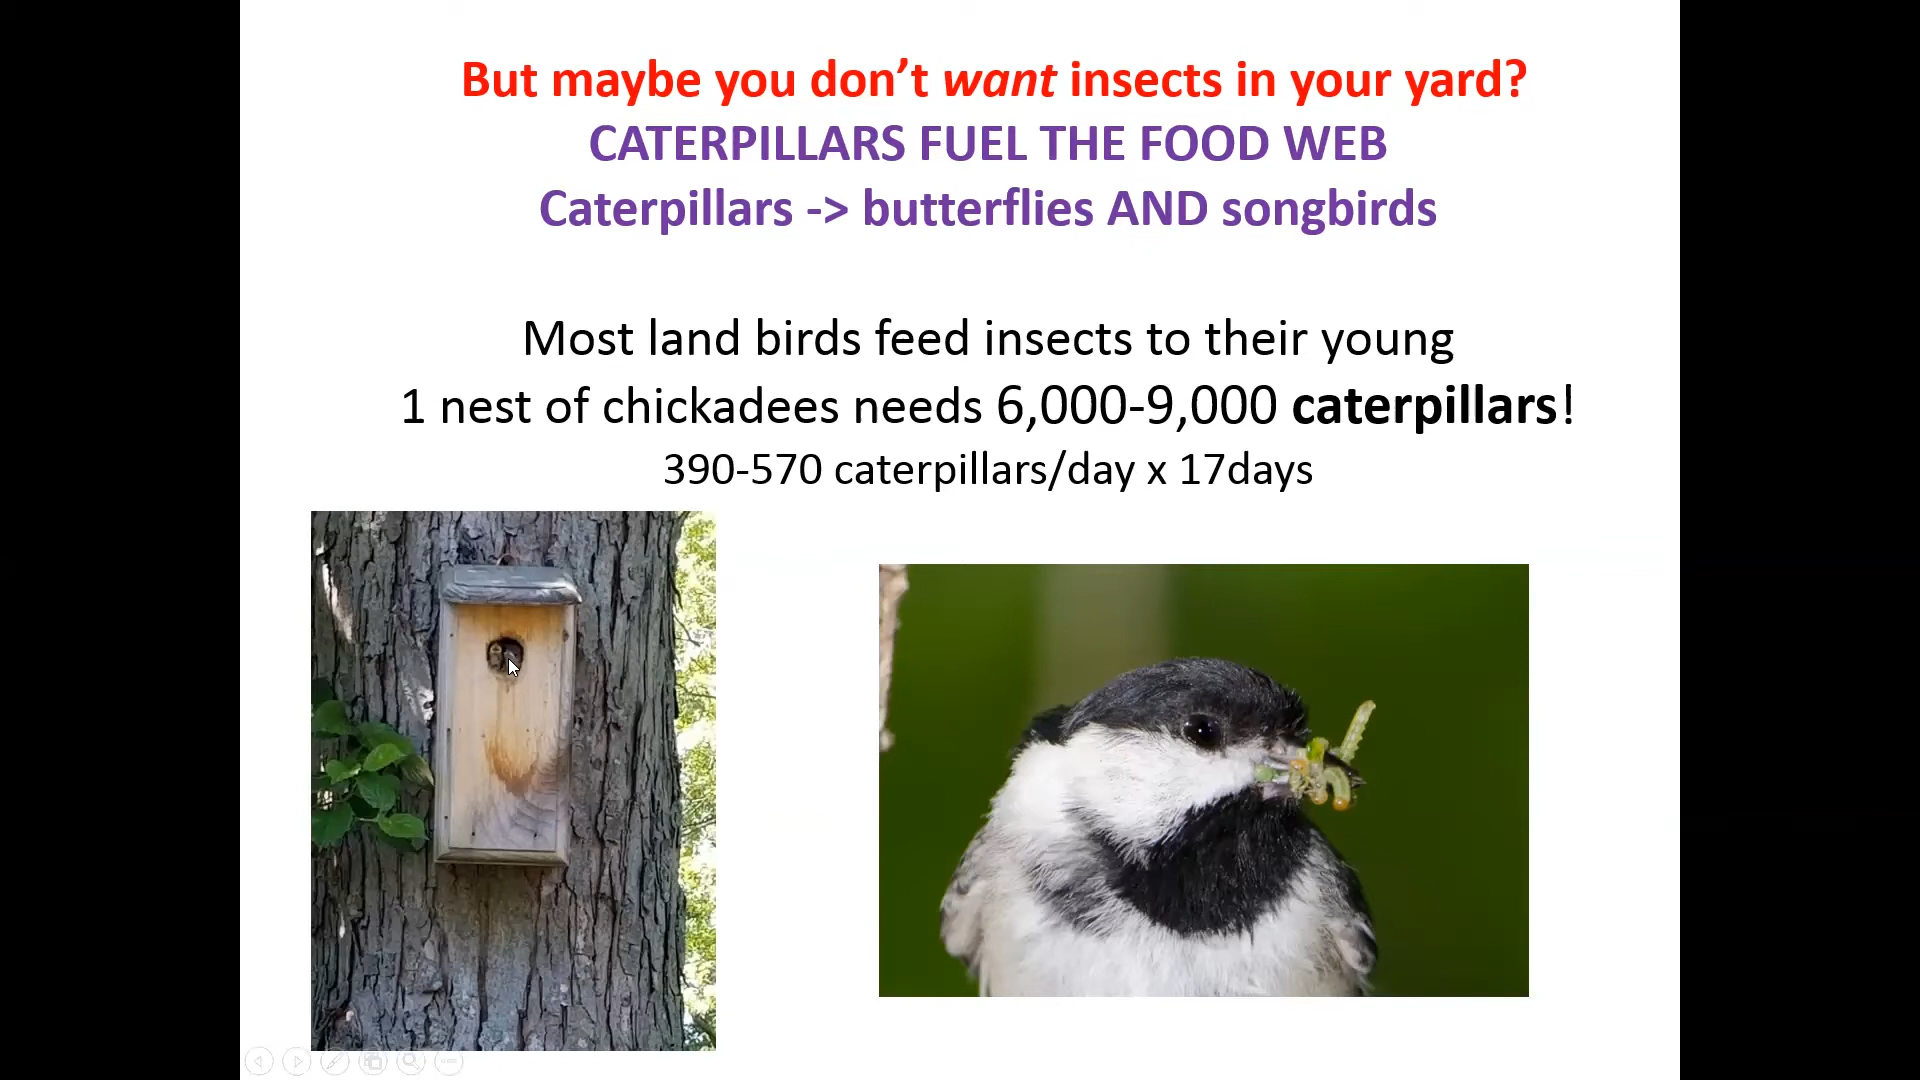 But maybe you don’t want insects in your yard?
CATERPILLARS FUEL THE FOOD WEB
Caterpillars -> butterflies AND songbirds
Most land birds feed insects to their young
1 nest of chickadees needs 6,000-9,000 caterpillars!
390-570 caterpillars/day x 17days